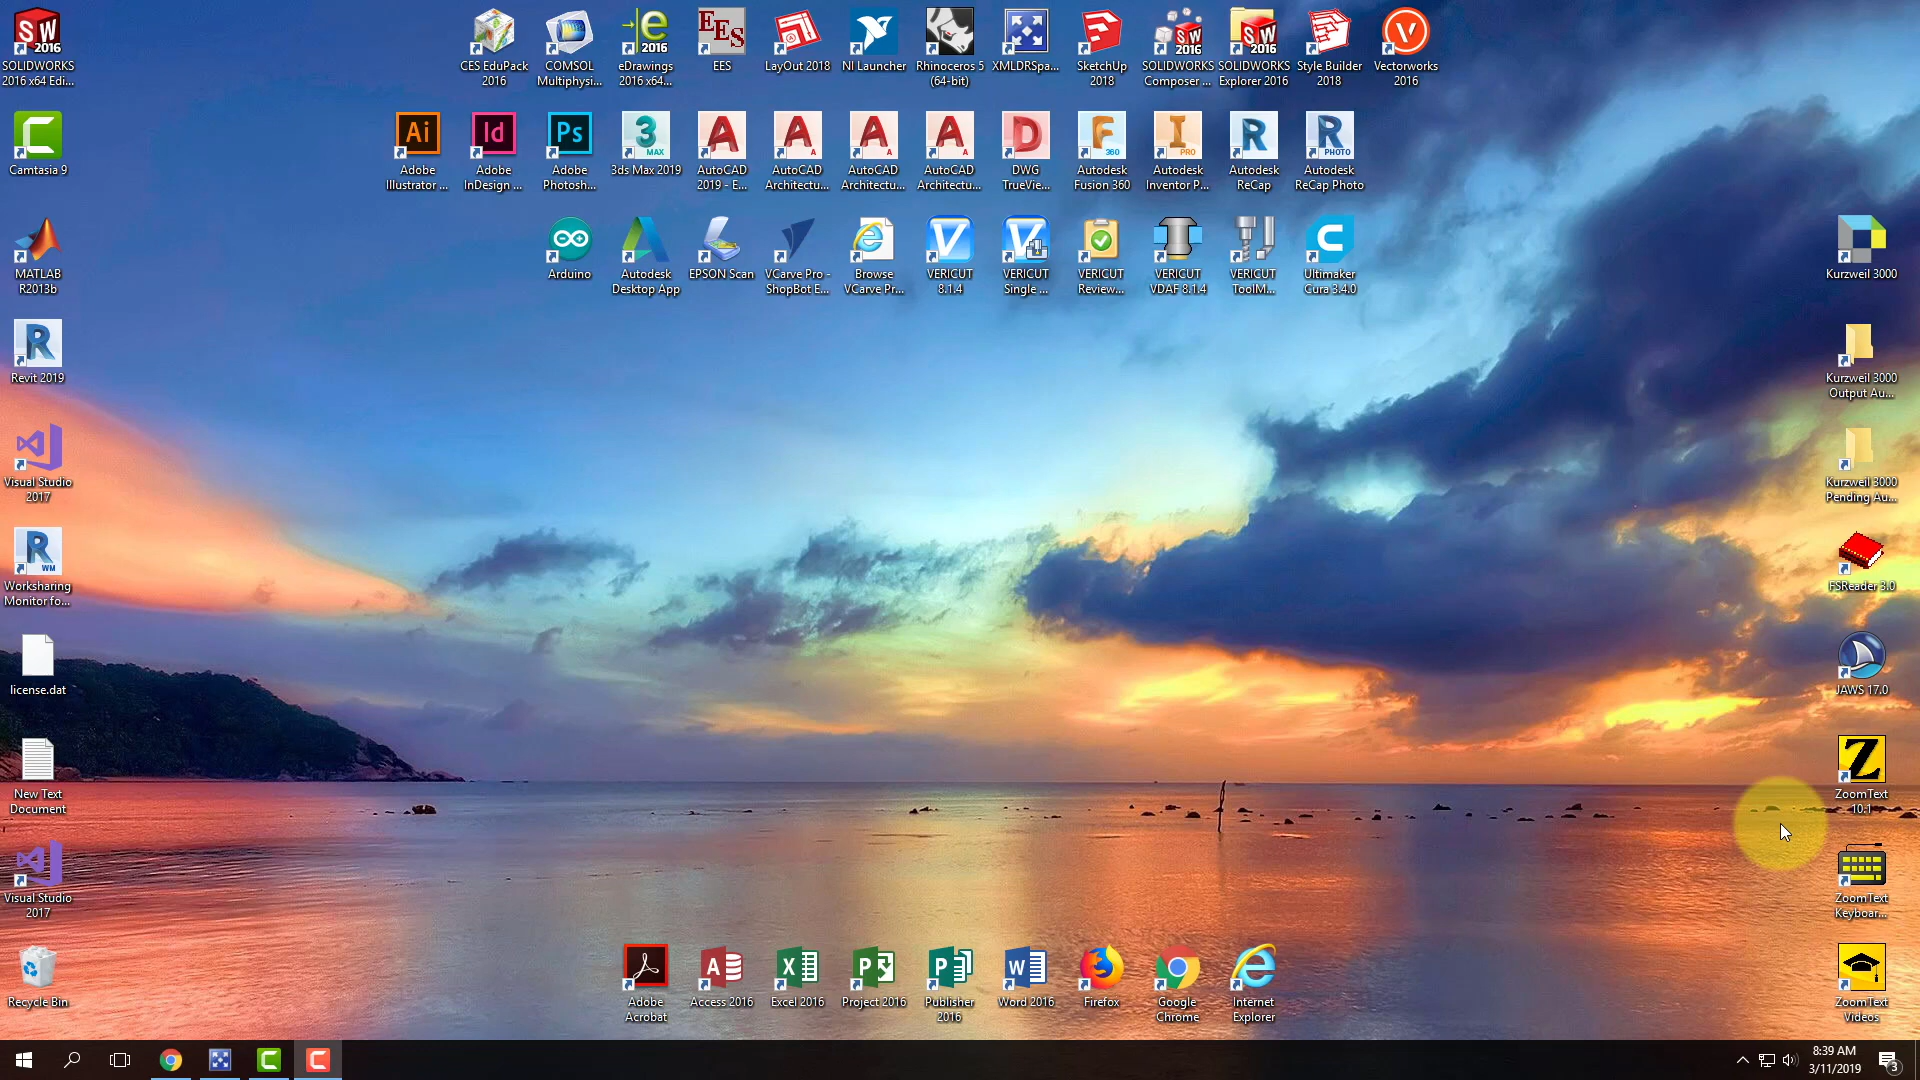 SOLIDWORKS
2016 x64 Edi...
CES EduPack
2016
COMSOL
Multiphysi...
eDrawings
2016 x64...
EES
LayOut 2018
NI Launcher
Rhinoceros 5
(64-bit)
XMLDRSpa...
SketchUp
2018
SOLIDWORKS
Composer ...
SOLIDWORKS
Explorer 2016
Style Builder
2018
Vectorworks
2016
Camtasia 9
Adobe
Illustrator ...
Adobe
InDesign ...
Adobe
Photosh...
3ds Max 2019
AutoCAD
2019 - E...
AutoCAD
Architectu...
AutoCAD
Architectu...
AutoCAD
Architectu...
DWG
TrueVie...
Autodesk
Fusion 360
Autodesk
Inventor P...
Autodesk
ReCap
Autodesk
ReCap Photo
MATLAB
R2013b
Arduino
Autodesk
Desktop App
EPSON Scan
VCarve Pro -
ShopBot E...
Browse
VCarve Pr...
VERICUT
8.1.4
VERICUT
Single ...
VERICUT
Review...
VERICUT
VDAF 8.1.4
VERICUT
ToolM...
Ultimaker
Cura 3.4.0
Kurzweil 3000
Revit 2019
Kurzweil 3000
Output Au...
Visual Studio
2017
Kurzweil 3000
Pending Au...
Worksharing
Monitor fo...
FSReader 3.0
license.dat
JAWS 17.0
New Text
Document
ZoomText
10.1
Visual Studio
2017
ZoomText
Keyboar...
Recycle Bin
Adobe
Acrobat
Access 2016
Excel 2016
Project 2016
Publisher
2016
Word 2016
Firefox
Google
Chrome
Internet
Explorer
ZoomText
Videos
8:39 AM
3/11/2019
3